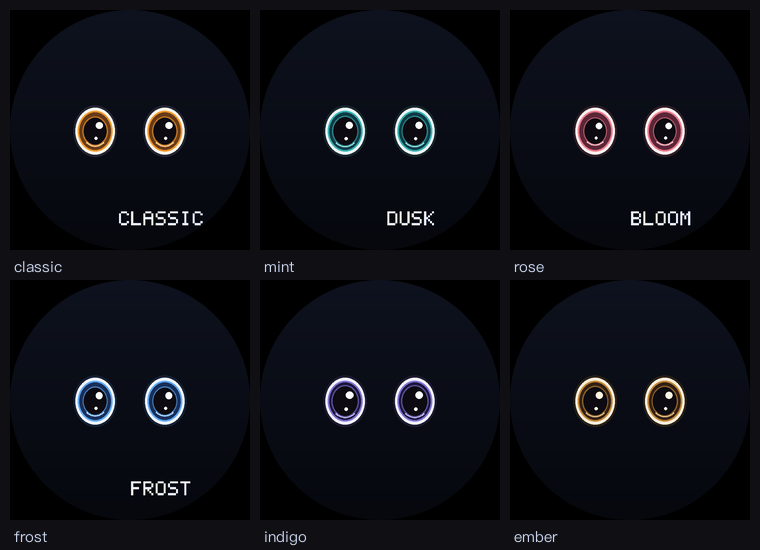 CLASSIC
DUSK
BLOOM
classic
mint
rose
FROST
frost
indigo
ember